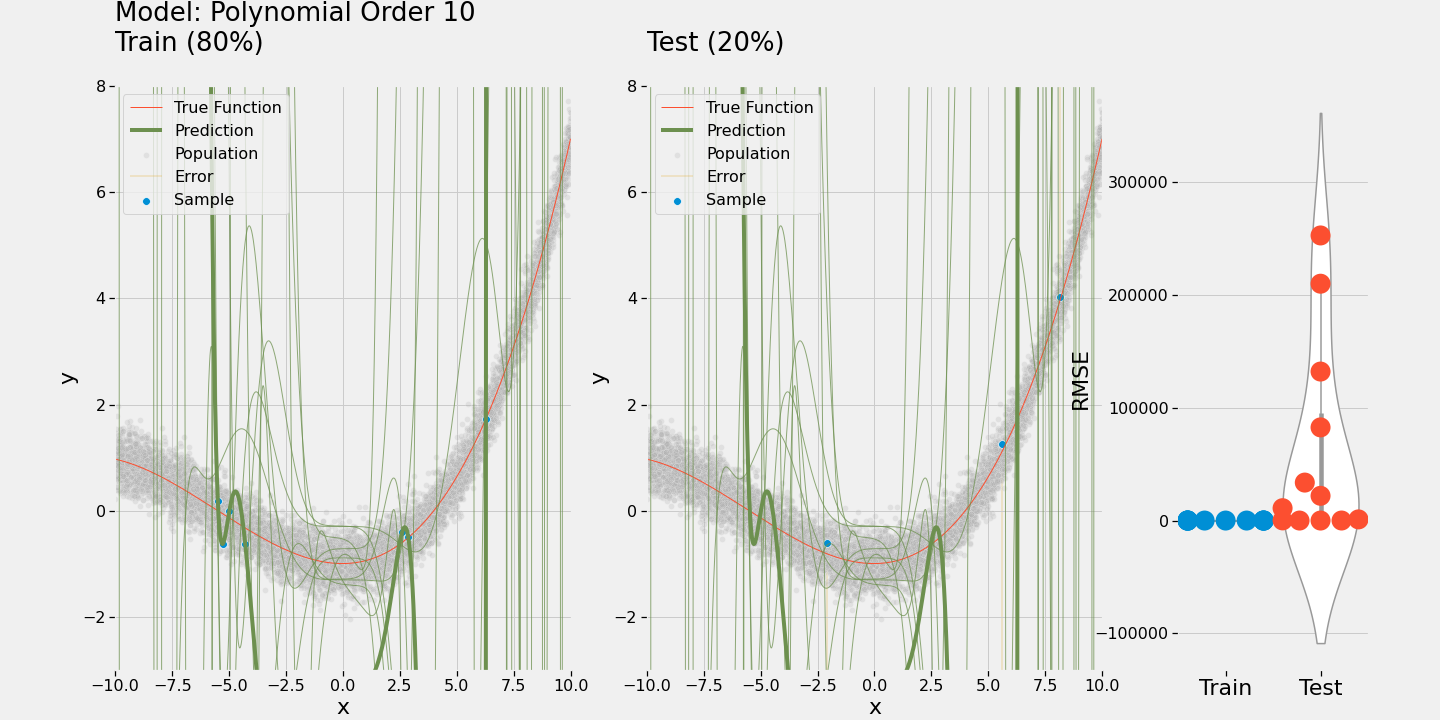 Model: Polynomial Order 10
Train (80%)
Test (20%)
True Function
Prediction
Population
Error
Sample
8
6
4
2
0
−2
y
−10.0 −7.5 −5.0 −2.5 0.0 2.5 5.0 7.5 10.0
x
True Function
Prediction
Population
Error
Sample
8
6
4
2
0
−2
y
−10.0 −7.5 −5.0 −2.5 0.0 2.5 5.0 7.5 10.0
x
RMSE
300000
200000
100000
0
−100000
Train Test